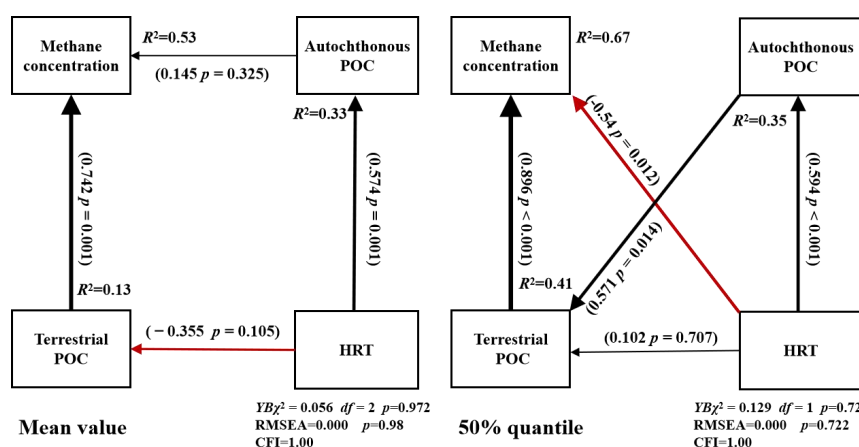 Methane
concentration
R²=0.53
Autochthonous
POC
(0.145 p = 0.325)
R²=0.33
(0.742 p = 0.001)
(0.574 p = 0.001)
R²=0.13
Terrestrial
POC
(−0.355 p = 0.105)
HRT
Mean value
YBχ² = 0.056 df = 2 p=0.972
RMSEA=0.000 p=0.98
CFI=1.00
Methane
concentration
R²=0.67
Autochthonous
POC
R²=0.35
(-0.54 p = 0.012)
(0.896 p < 0.001)
(0.571 p = 0.014)
(0.594 p < 0.001)
R²=0.41
Terrestrial
POC
(0.102 p = 0.707)
HRT
50% quantile
YBχ² = 0.129 df = 1 p=0.72
RMSEA=0.000 p=0.722
CFI=1.00